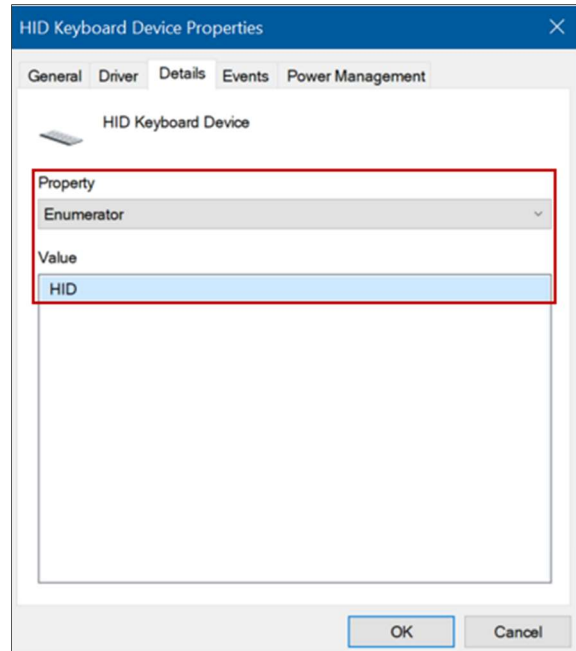 HID Keyboard Device Properties
General Driver Details Events Power Management
HID Keyboard Device
Property
Enumerator
Value
HID
OK Cancel